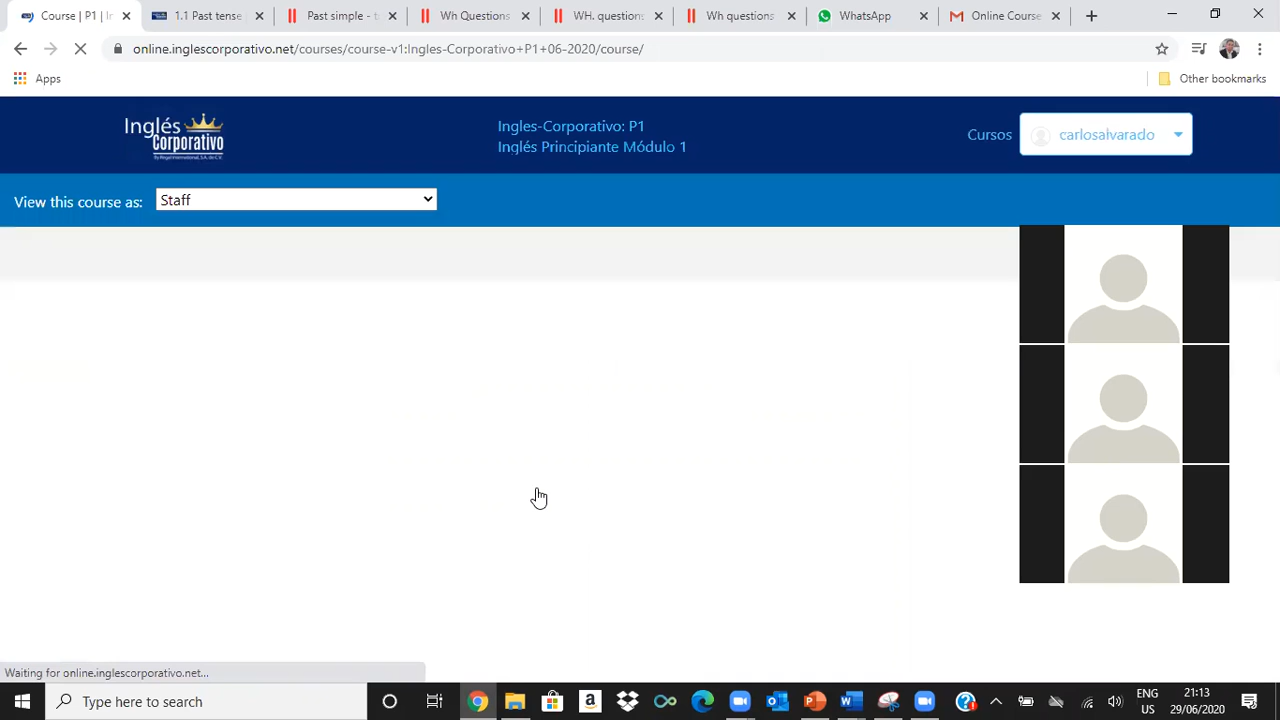 Course | P1 | In
1.1 Past tense
Past simple - t
Wh Questions
WH. question
Wh questions
WhatsApp
Online Course
online.inglescorporativo.net/courses/course-v1:Ingles-Corporativo+P1+06-2020/course/
Apps
Other bookmarks
Inglés
Corporativo
Ingles-Corporativo: P1
Inglés Principiante Módulo 1
Cursos
carlosalvarado
View this course as:
Staff
Waiting for online.inglescorporativo.net...
Type here to search
ENG
US
21:13
29/06/2020